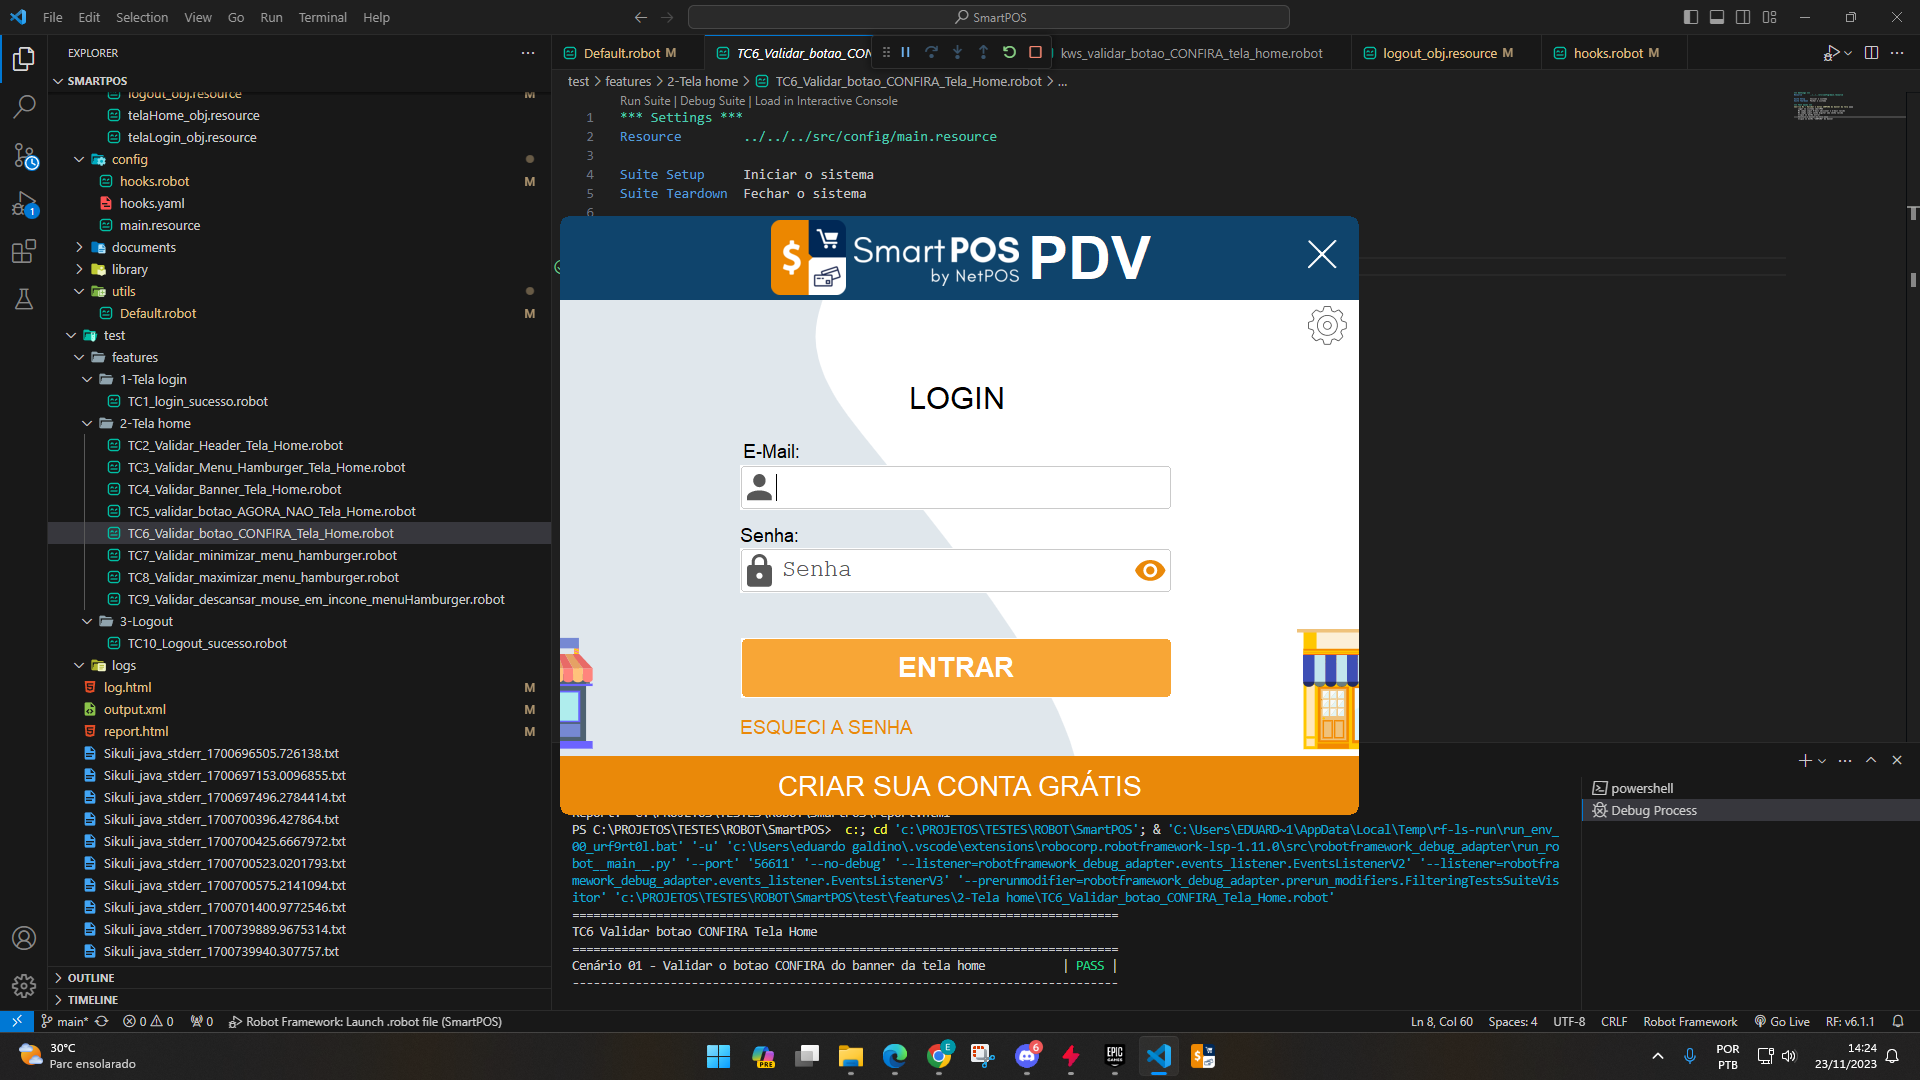 File Edit Selection View Go Run Terminal Help
SmartPOS
EXPLORER
SMARTPOS
logout_obj.resource M
telaHome_obj.resource
telaLogin_obj.resource
config
hooks.robot M
hooks.yaml
main.resource
documents
library
utils
Default.robot M
test
features
1-Tela login
TC1_login_sucesso.robot
2-Tela home
TC2_Validar_Header_Tela_Home.robot
TC3_Validar_Menu_Hamburger_Tela_Home.robot
TC4_Validar_Banner_Tela_Home.robot
TC5_validar_botao_AGORA_NAO_Tela_Home.robot
TC6_Validar_botao_CONFIRA_Tela_Home.robot
TC7_Validar_minimizar_menu_hamburger.robot
TC8_Validar_maximizar_menu_hamburger.robot
TC9_Validar_descansar_mouse_em_incone_menuHamburger.robot
3-Logout
TC10_Logout_sucesso.robot
logs
log.html M
output.xml M
report.html M
Sikuli_java_stderr_1700696505.726138.txt
Sikuli_java_stderr_1700697153.0096855.txt
Sikuli_java_stderr_1700697496.2784414.txt
Sikuli_java_stderr_1700700396.427864.txt
Sikuli_java_stderr_1700700425.6667972.txt
Sikuli_java_stderr_1700700523.0201793.txt
Sikuli_java_stderr_1700700575.2141094.txt
Sikuli_java_stderr_1700701400.9772546.txt
Sikuli_java_stderr_1700739889.9675314.txt
Sikuli_java_stderr_1700739940.307757.txt
OUTLINE
TIMELINE
Default.robot M TC6_Validar_botao_CON kws_validar_botao_CONFIRA_tela_home.robot logout_obj.resource M hooks.robot M
test > features > 2-Tela home > TC6_Validar_botao_CONFIRA_Tela_Home.robot > ...
Run Suite | Debug Suite | Load in Interactive Console
1 *** Settings ***
2 Resource ../../../src/config/main.resource
3
4 Suite Setup Iniciar o sistema
5 Suite Teardown Fechar o sistema
6
$ SmartPOS PDV
by NetPOS
LOGIN
E-Mail:
Senha:
Senha
ENTRAR
ESQUECI A SENHA
CRIAR SUA CONTA GRÁTIS
PS C:\PROJETOS\TESTES\ROBOT\SmartPOS> c:; cd 'c:\PROJETOS\TESTES\ROBOT\SmartPOS'; & 'C:\Users\EDUARD~1\AppData\Local\Temp\rf-ls-run\run_env_
00_urf9rt0l.bat' '-u' 'c:\Users\eduardo galdino\.vscode\extensions\robocorp.robotframework-lsp-1.11.0\src\robotframework_debug_adapter\run_ro
bot__main__.py' '--port' '56611' '--no-debug' '--listener=robotframework_debug_adapter.events_listener.EventsListenerV2' '--listener=robotfra
mework_debug_adapter.events_listener.EventsListenerV3' '--prerunmodifier=robotframework_debug_adapter.prerun_modifiers.FilteringTestsSuiteVis
itor' 'c:\PROJETOS\TESTES\ROBOT\SmartPOS\test\features\2-Tela home\TC6_Validar_botao_CONFIRA_Tela_Home.robot'
==============================================================================
TC6 Validar botao CONFIRA Tela Home
==============================================================================
Cenário 01 - Validar o botao CONFIRA do banner da tela home | PASS |
------------------------------------------------------------------------------
powershell
Debug Process
main* 0 0 0 Robot Framework: Launch .robot file (SmartPOS)
Ln 8, Col 60 Spaces: 4 UTF-8 CRLF Robot Framework Go Live RF: v6.1.1
30°C
Parc ensolarado
PRE
E
6
EPIC GAMES
POR
PTB
14:24
23/11/2023
1